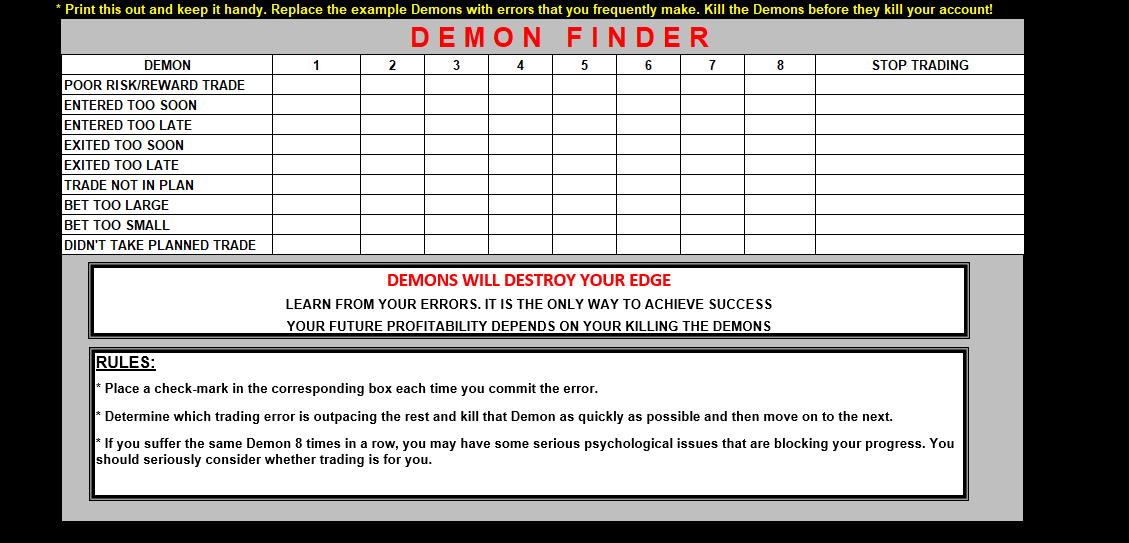 * Print this out and keep it handy. Replace the example Demons with errors that you frequently make. Kill the Demons before they kill your account!
DEMON FINDER
DEMON 1 2 3 4 5 6 7 8 STOP TRADING
POOR RISK/REWARD TRADE
ENTERED TOO SOON
ENTERED TOO LATE
EXITED TOO SOON
EXITED TOO LATE
TRADE NOT IN PLAN
BET TOO LARGE
BET TOO SMALL
DIDN'T TAKE PLANNED TRADE
DEMONS WILL DESTROY YOUR EDGE
LEARN FROM YOUR ERRORS. IT IS THE ONLY WAY TO ACHIEVE SUCCESS
YOUR FUTURE PROFITABILITY DEPENDS ON YOUR KILLING THE DEMONS
RULES:
* Place a check-mark in the corresponding box each time you commit the error.
* Determine which trading error is outpacing the rest and kill that Demon as quickly as possible and then move on to the next.
* If you suffer the same Demon 8 times in a row, you may have some serious psychological issues that are blocking your progress. You
should seriously consider whether trading is for you.